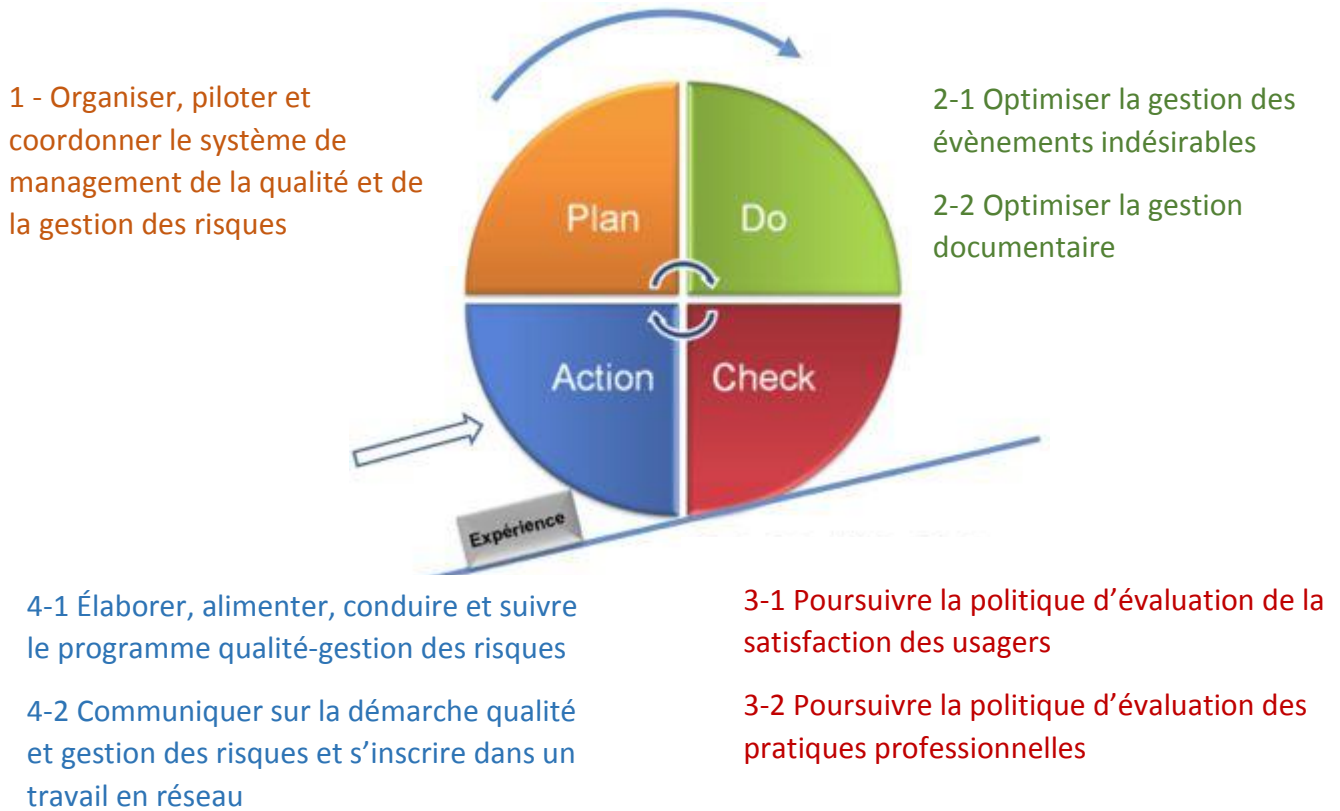 1 - Organiser, piloter et
coordonner le système de
management de la qualité et de
la gestion des risques
Plan
Do
2-1 Optimiser la gestion des
évènements indésirables
2-2 Optimiser la gestion
documentaire
Action
Check
Expérience
4-1 Élaborer, alimenter, conduire et suivre
le programme qualité-gestion des risques
4-2 Communiquer sur la démarche qualité
et gestion des risques et s’inscrire dans un
travail en réseau
3-1 Poursuivre la politique d’évaluation de la
satisfaction des usagers
3-2 Poursuivre la politique d’évaluation des
pratiques professionnelles